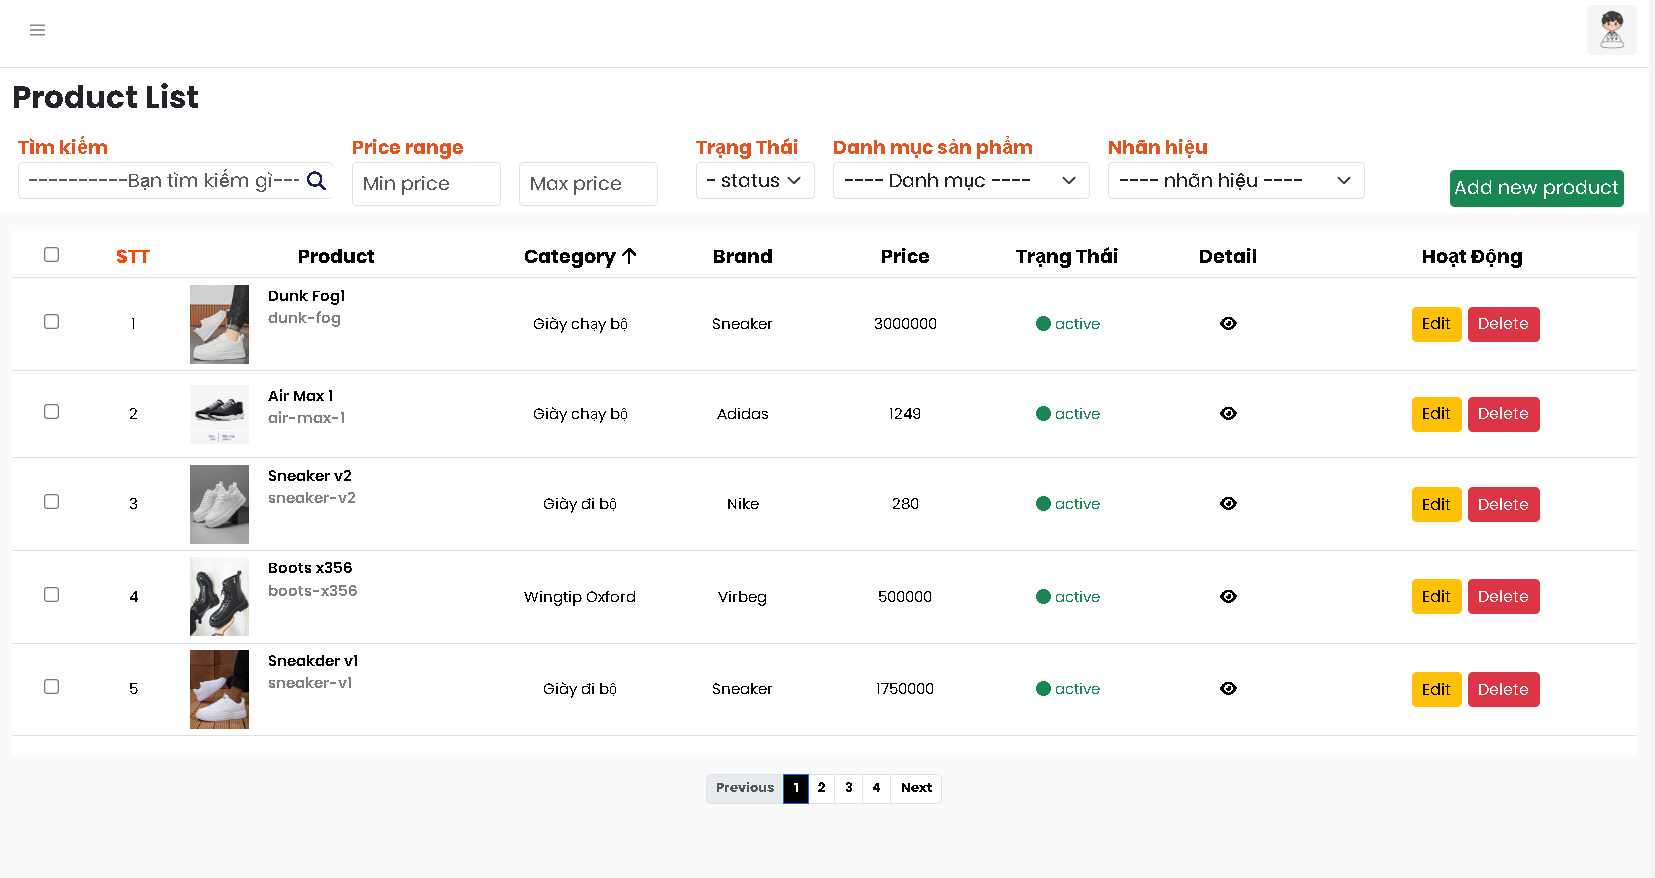 Product List
Tìm kiếm
Price range
Trạng Thái
Danh mục sản phẩm
Nhãn hiệu
----------Bạn tìm kiếm gì---
Min price
Max price
- status
---- Danh mục ----
---- nhãn hiệu ----
Add new product
STT Product Category Brand Price Trạng Thái Detail Hoạt Động
Dunk Fog1
dunk-fog
1 Giày chạy bộ Sneaker 3000000 active Edit Delete
Air Max 1
air-max-1
2 Giày chạy bộ Adidas 1249 active Edit Delete
Sneaker v2
sneaker-v2
3 Giày đi bộ Nike 280 active Edit Delete
Boots x356
boots-x356
4 Wingtip Oxford Virbeg 500000 active Edit Delete
Sneakder v1
sneaker-v1
5 Giày đi bộ Sneaker 1750000 active Edit Delete
Previous 1 2 3 4 Next